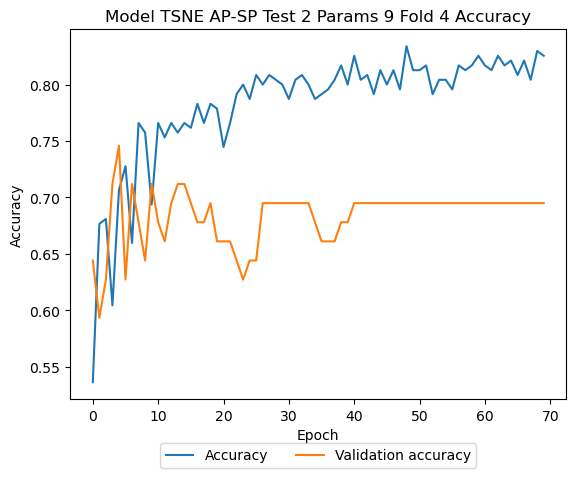 Model TSNE AP-SP Test 2 Params 9 Fold 4 Accuracy
Accuracy
0.80
0.75
0.70
0.65
0.60
0.55
0 10 20 30 40 50 60 70
Epoch
Accuracy Validation accuracy